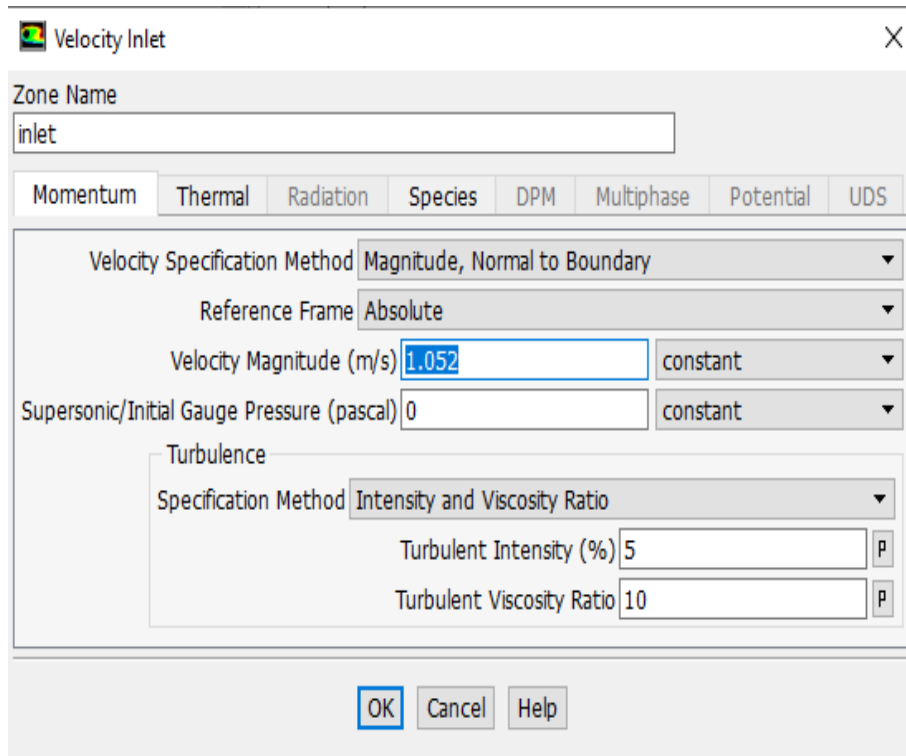 Velocity Inlet
Zone Name
inlet
Momentum Thermal Radiation Species DPM Multiphase Potential UDS
Velocity Specification Method Magnitude, Normal to Boundary
Reference Frame Absolute
Velocity Magnitude (m/s) 1.052 constant
Supersonic/Initial Gauge Pressure (pascal) 0 constant
Turbulence
Specification Method Intensity and Viscosity Ratio
Turbulent Intensity (%) 5 P
Turbulent Viscosity Ratio 10 P
OK Cancel Help